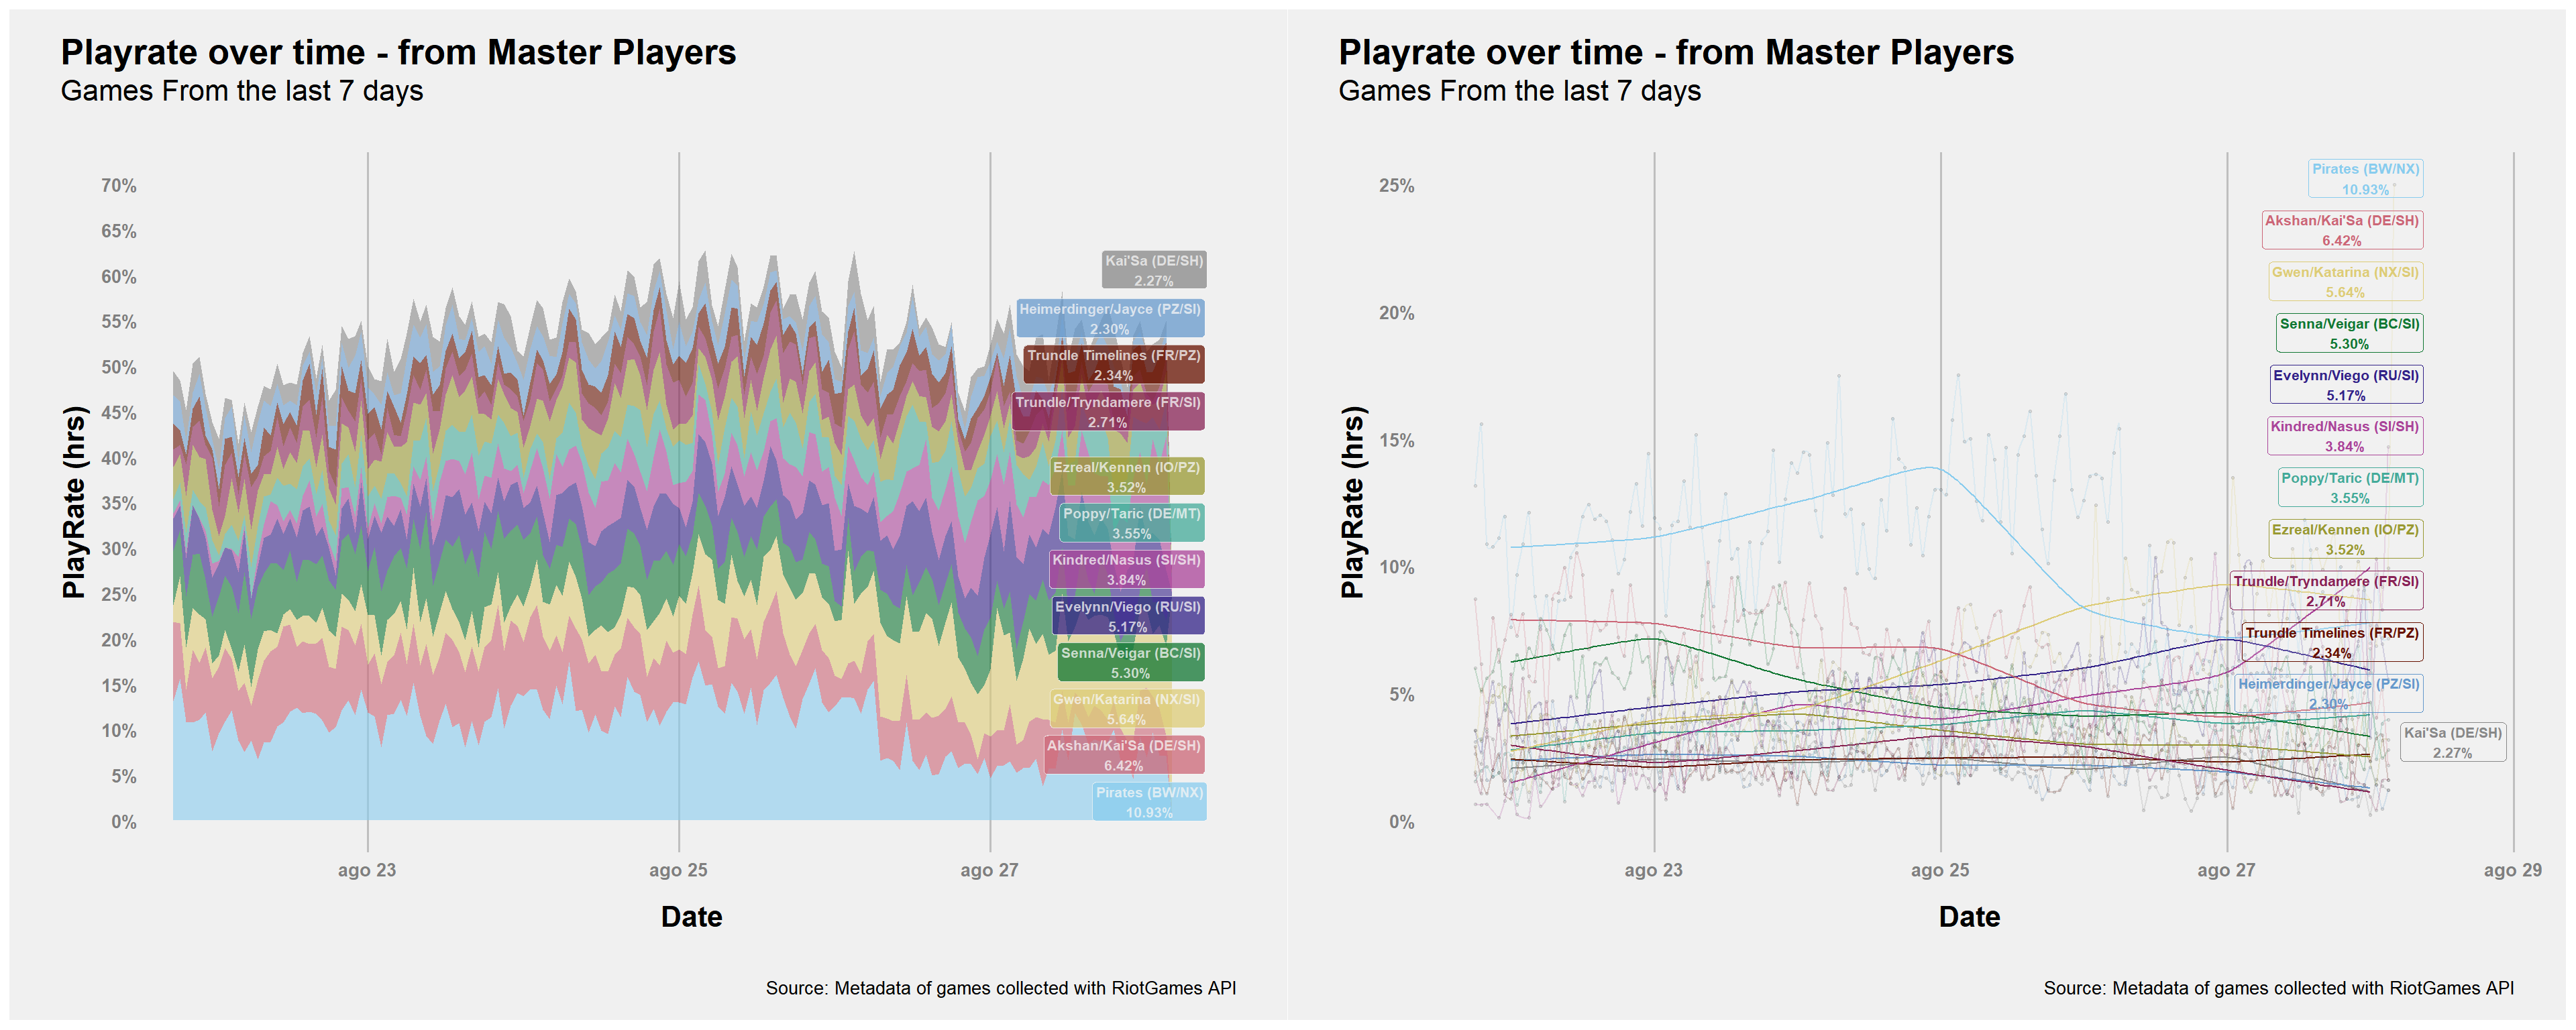 Playrate over time - from Master Players
Games From the last 7 days
PlayRate (hrs)
70%
65%
60%
55%
50%
45%
40%
35%
30%
25%
20%
15%
10%
5%
0%
Kai'Sa (DE/SH)
2.27%
Heimerdinger/Jayce (PZ/SI)
2.30%
Trundle Timelines (FR/PZ)
2.34%
Trundle/Tryndamere (FR/SI)
2.71%
Ezreal/Kennen (IO/PZ)
3.52%
Poppy/Taric (DE/MT)
3.55%
Kindred/Nasus (SI/SH)
3.84%
Evelynn/Viego (RU/SI)
5.17%
Senna/Veigar (BC/SI)
5.30%
Gwen/Katarina (NX/SI)
5.64%
Akshan/Kai'Sa (DE/SH)
6.42%
Pirates (BW/NX)
10.93%
ago 23
ago 25
ago 27
Date
Source: Metadata of games collected with RiotGames API
Playrate over time - from Master Players
Games From the last 7 days
PlayRate (hrs)
25%
20%
15%
10%
5%
0%
Pirates (BW/NX)
10.93%
Akshan/Kai'Sa (DE/SH)
6.42%
Gwen/Katarina (NX/SI)
5.64%
Senna/Veigar (BC/SI)
5.30%
Evelynn/Viego (RU/SI)
5.17%
Kindred/Nasus (SI/SH)
3.84%
Poppy/Taric (DE/MT)
3.55%
Ezreal/Kennen (IO/PZ)
3.52%
Trundle/Tryndamere (FR/SI)
2.71%
Trundle Timelines (FR/PZ)
2.34%
Heimerdinger/Jayce (PZ/SI)
2.30%
Kai'Sa (DE/SH)
2.27%
ago 23
ago 25
ago 27
ago 29
Date
Source: Metadata of games collected with RiotGames API